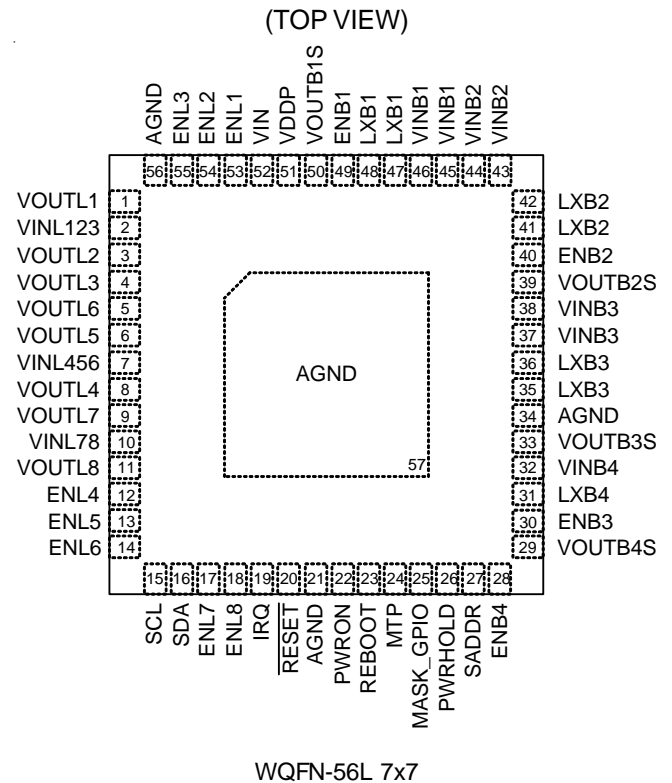 (TOP VIEW)
AGND
ENL3
ENL2
ENL1
VIN
VDDP
VOUTB1S
ENB1
LXB1
LXB1
VINB1
VINB1
VINB2
VINB2
56 55 54 53 52 51 50 49 48 47 46 45 44 43
VOUTL1 1
VINL123 2
VOUTL2 3
VOUTL3 4
VOUTL6 5
VOUTL5 6
VINL456 7
VOUTL4 8
VOUTL7 9
VINL78 10
VOUTL8 11
ENL4 12
ENL5 13
ENL6 14
AGND
57
42 LXB2
41 LXB2
40 ENB2
39 VOUTB2S
38 VINB3
37 VINB3
36 LXB3
35 LXB3
34 AGND
33 VOUTB3S
32 VINB4
31 LXB4
30 ENB3
29 VOUTB4S
15 16 17 18 19 20 21 22 23 24 25 26 27 28
SCL
SDA
ENL7
ENL8
IRQ
RESET
AGND
PWRON
REBOOT
MTP
MASK_GPIO
PWRHOLD
SADDR
ENB4
WQFN-56L 7x7